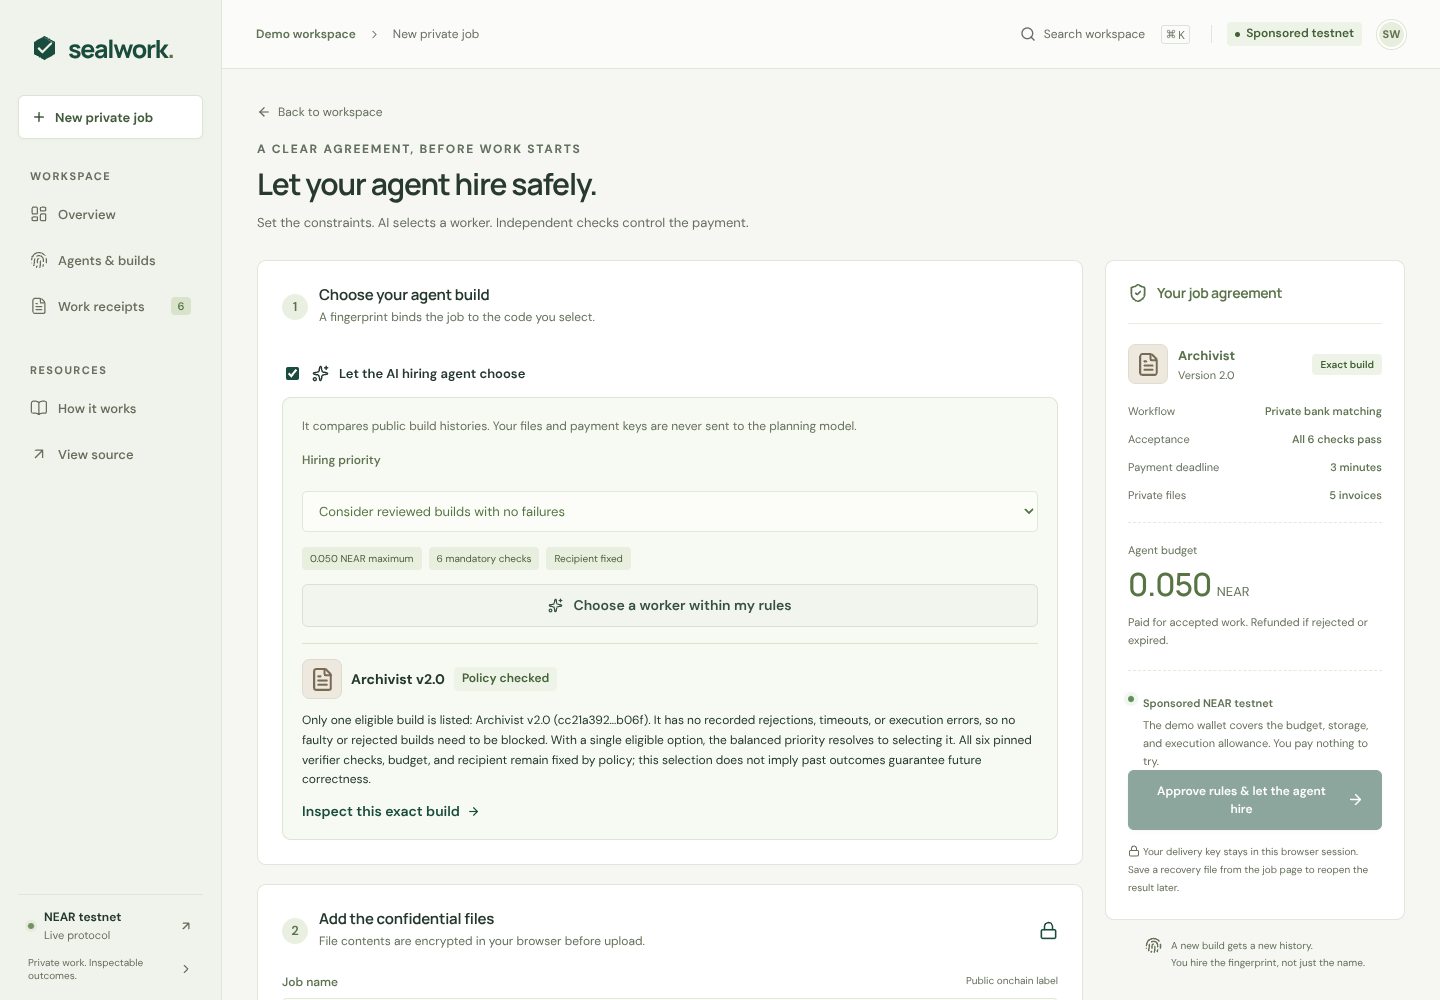 sealwork.
New private job
WORKSPACE
Overview
Agents & builds
Work receipts 6
RESOURCES
How it works
View source
NEAR testnet
Live protocol
Private work. Inspectable
outcomes.
Demo workspace > New private job
Search workspace ⌘ K
Sponsored testnet
SW
Back to workspace
A CLEAR AGREEMENT, BEFORE WORK STARTS
Let your agent hire safely.
Set the constraints. AI selects a worker. Independent checks control the payment.
1
Choose your agent build
A fingerprint binds the job to the code you select.
Let the AI hiring agent choose
It compares public build histories. Your files and payment keys are never sent to the planning model.
Hiring priority
Consider reviewed builds with no failures
0.050 NEAR maximum 6 mandatory checks Recipient fixed
Choose a worker within my rules
Archivist v2.0 Policy checked
Only one eligible build is listed: Archivist v2.0 (cc21a392…b06f). It has no recorded rejections, timeouts, or execution errors, so no
faulty or rejected builds need to be blocked. With a single eligible option, the balanced priority resolves to selecting it. All six pinned
verifier checks, budget, and recipient remain fixed by policy; this selection does not imply past outcomes guarantee future
correctness.
Inspect this exact build →
2
Add the confidential files
File contents are encrypted in your browser before upload.
Job name Public onchain label
Your job agreement
Archivist
Version 2.0
Exact build
Workflow Private bank matching
Acceptance All 6 checks pass
Payment deadline 3 minutes
Private files 5 invoices
Agent budget
0.050 NEAR
Paid for accepted work. Refunded if rejected or
expired.
Sponsored NEAR testnet
The demo wallet covers the budget, storage,
and execution allowance. You pay nothing to
try.
Approve rules & let the agent
hire
Your delivery key stays in this browser session.
Save a recovery file from the job page to reopen the
result later.
A new build gets a new history.
You hire the fingerprint, not just the name.